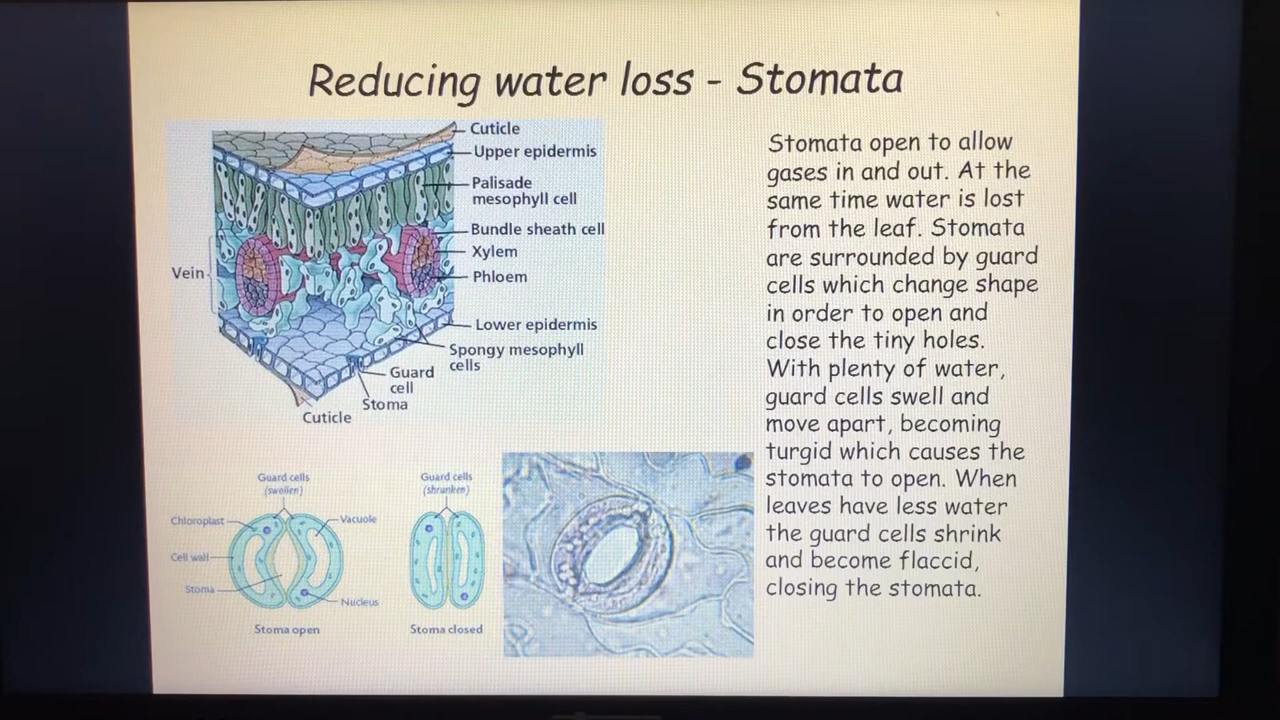 Reducing water loss - Stomata
Cuticle
Upper epidermis
Palisade
mesophyll cell
Bundle sheath cell
Xylem
Vein
Phloem
Lower epidermis
Spongy mesophyll
cells
Guard
cell
Stoma
Cuticle
Guard cells
(swollen)
Chloroplast
Vacuole
Cell wall
Stoma
Nucleus
Stoma open
Guard cells
(shrunken)
Stoma closed
Stomata open to allow
gases in and out. At the
same time water is lost
from the leaf. Stomata
are surrounded by guard
cells which change shape
in order to open and
close the tiny holes.
With plenty of water,
guard cells swell and
move apart, becoming
turgid which causes the
stomata to open. When
leaves have less water
the guard cells shrink
and become flaccid,
closing the stomata.